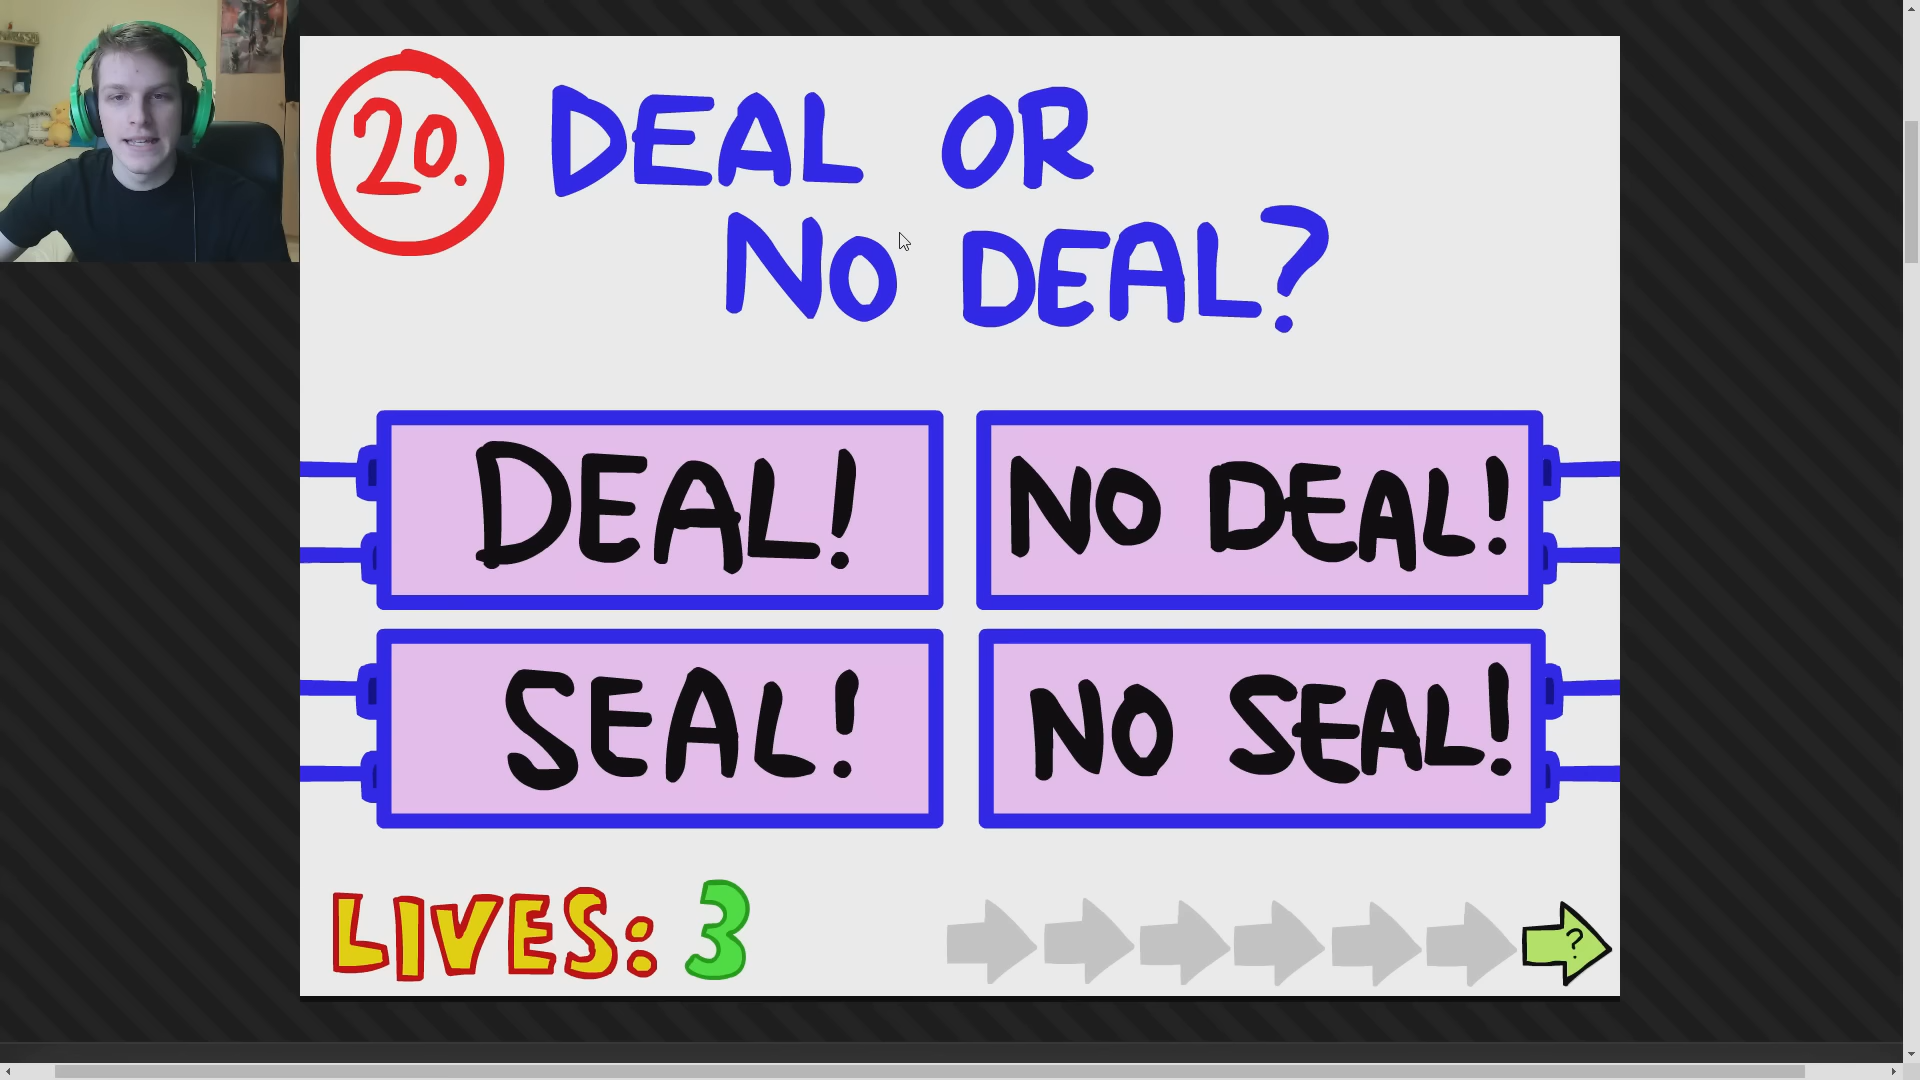 20.
DEAL OR
NO DEAL?
DEAL!
NO DEAL!
SEAL!
NO SEAL!
LIVES: 3
?